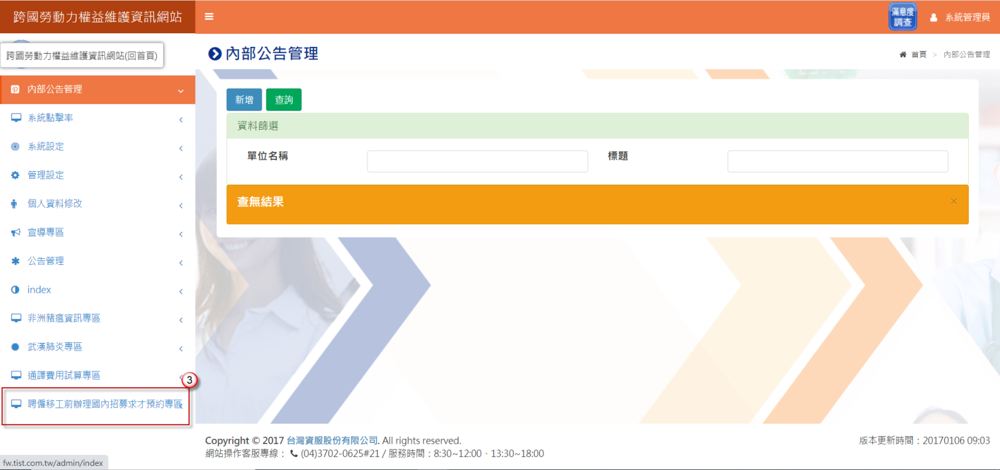 跨國勞動力權益維護資訊網站
滿意度
調查
系統管理員
跨國勞動力權益維護資訊網站(回首頁)
內部公告管理
首頁 > 內部公告管理
內部公告管理
系統點擊率
系統設定
管理設定
個人資料修改
宣導專區
公告管理
index
非洲豬瘟資訊專區
武漢肺炎專區
通譯費用試算專區
3
聘僱移工前辦理國內招募求才預約專區
新增
查詢
資料篩選
單位名稱
標題
查無結果
×
Copyright © 2017 台灣資服股份有限公司. All rights reserved.
網站操作客服專線： (04)3702-0625#21 / 服務時間：8:30~12:00、13:30~18:00
版本更新時間：20170106 09:03
fw.tist.com.tw/admin/index